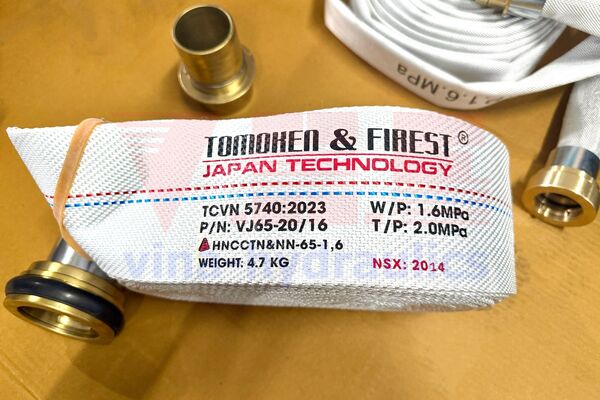 1.6.MPa
TOMOKEN & FIREST®
JAPAN TECHNOLOGY
TCVN 5740:2023 W/P: 1.6MPa
P/N: VJ65-20/16 T/P: 2.0MPa
HNCCTN&NN-65-1,6
WEIGHT: 4.7 KG NSX: 2014